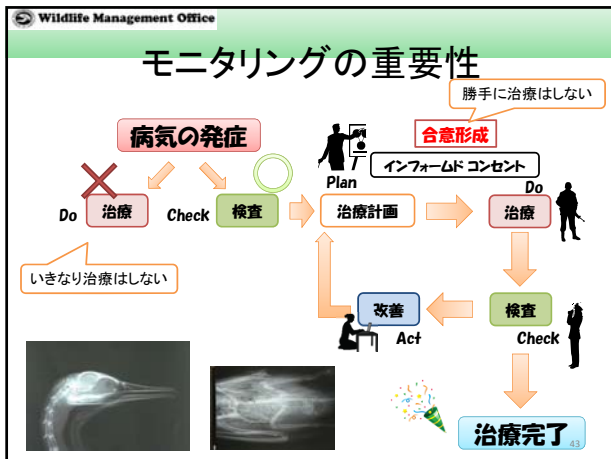 Wildlife Management Office
モニタリングの重要性
勝手に治療はしない
病気の発症
合意形成
インフォームド コンセント
Plan
Do
Do
治療
Check
検査
治療計画
治療
いきなり治療はしない
改善
Act
検査
Check
治療完了
43